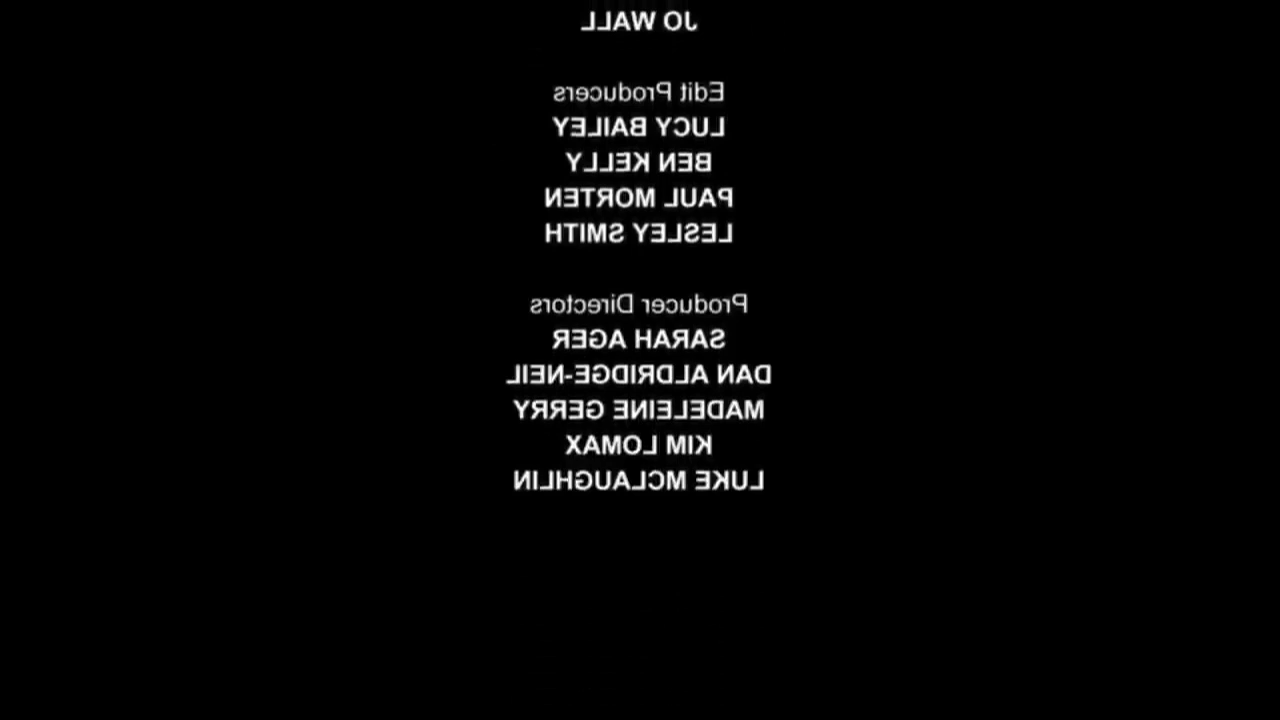 JO WALL
Edit Producers
LUCY BAILEY
BEN KELLY
PAUL MORTEN
LESLEY SMITH
Producer Directors
SARAH AGER
DAN ALDRIDGE-NEIL
MADELEINE GERRY
KIM LOMAX
LUKE MCLAUGHLIN